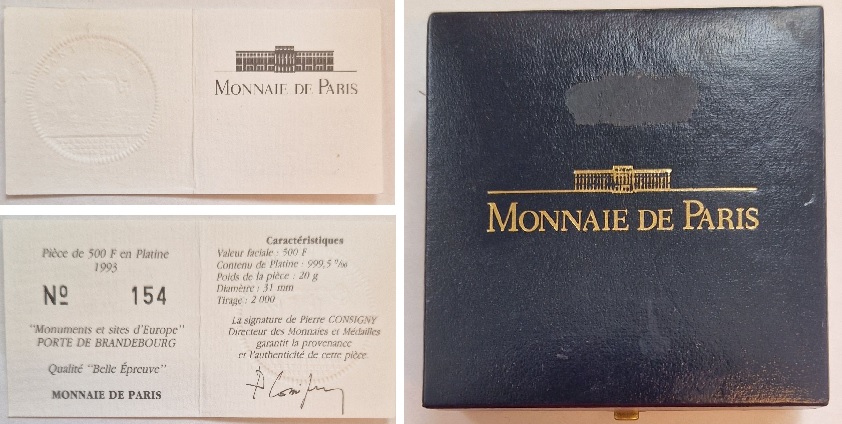 MONNAIE DE PARIS
Pièce de 500 F en Platine
1993
Nº 154
"Monuments et sites d'Europe"
PORTE DE BRANDEBOURG
Qualité "Belle Épreuve"
MONNAIE DE PARIS
Caractéristiques
Valeur faciale : 500 F
Contenu de Platine : 999,5 ‰
Poids de la pièce : 20 g
Diamètre : 31 mm
Tirage : 2 000
La signature de Pierre CONSIGNY
Directeur des Monnaies et Médailles
garantit la provenance
et l'authenticité de cette pièce.
P Consigny
MONNAIE DE PARIS